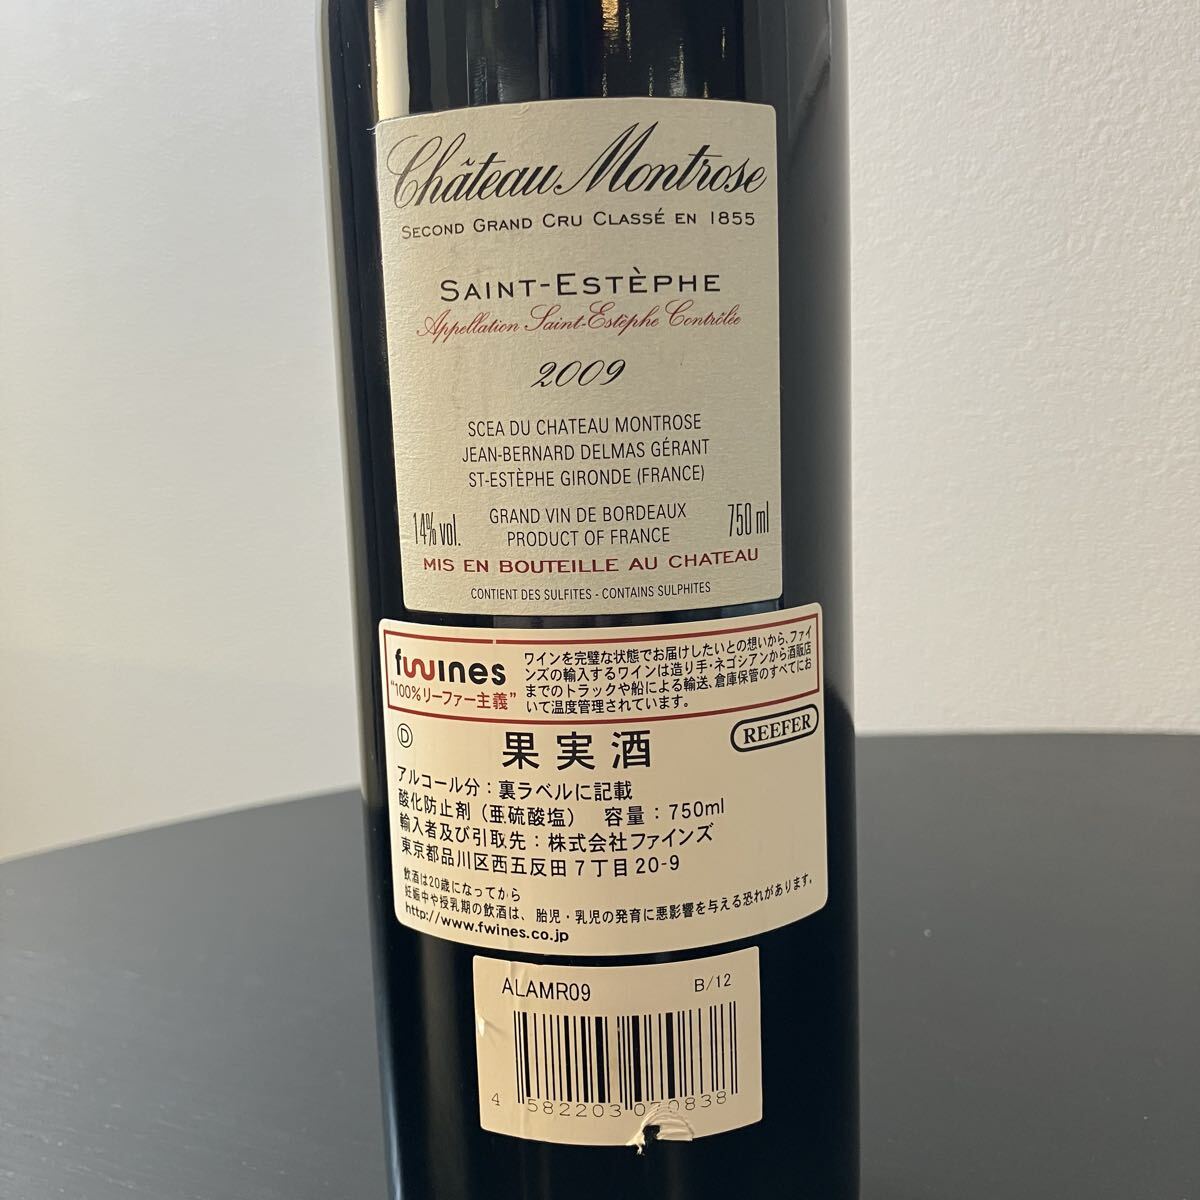 Château Montrose
SECOND GRAND CRU CLASSÉ EN 1855
SAINT-ESTÈPHE
Appellation Saint-Estèphe Contrôlée
2009
SCEA DU CHATEAU MONTROSE
JEAN-BERNARD DELMAS GÉRANT
ST-ESTÈPHE GIRONDE (FRANCE)
14% vol.
GRAND VIN DE BORDEAUX
PRODUCT OF FRANCE
750 ml
MIS EN BOUTEILLE AU CHATEAU
CONTIENT DES SULFITES - CONTAINS SULPHITES
fwines
"100%リーファー主義"
ワインを完璧な状態でお届けしたいとの想いから、ファイ
ンズの輸入するワインは造り手・ネゴシアンから酒販店
までのトラックや船による輸送、倉庫保管のすべてにお
いて温度管理されています。
Ⓓ
果実酒
REEFER
アルコール分：裏ラベルに記載
酸化防止剤（亜硫酸塩） 容量：750ml
輸入者及び引取先：株式会社ファインズ
東京都品川区西五反田7丁目20-9
飲酒は20歳になってから
妊娠中や授乳期の飲酒は、胎児・乳児の発育に悪影響を与える恐れがあります。
http://www.fwines.co.jp
ALAMR09
B/12
4 582203 070838